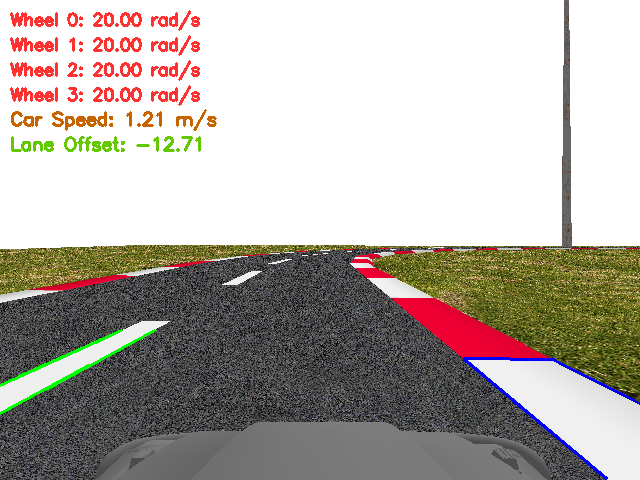 Wheel 0: 20.00 rad/s
Wheel 1: 20.00 rad/s
Wheel 2: 20.00 rad/s
Wheel 3: 20.00 rad/s
Car Speed: 1.21 m/s
Lane Offset: -12.71